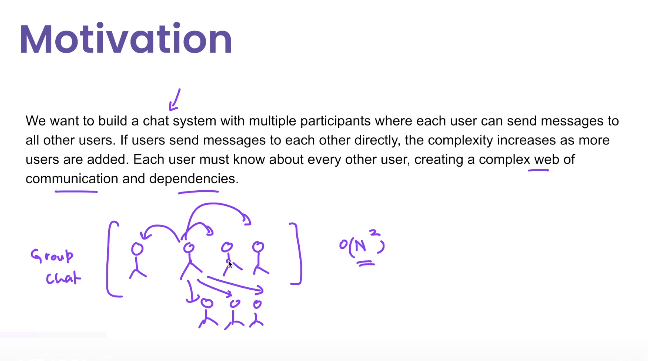 Motivation
We want to build a chat system with multiple participants where each user can send messages to
all other users. If users send messages to each other directly, the complexity increases as more
users are added. Each user must know about every other user, creating a complex web of
communication and dependencies.
Group
Chat
O(N²)